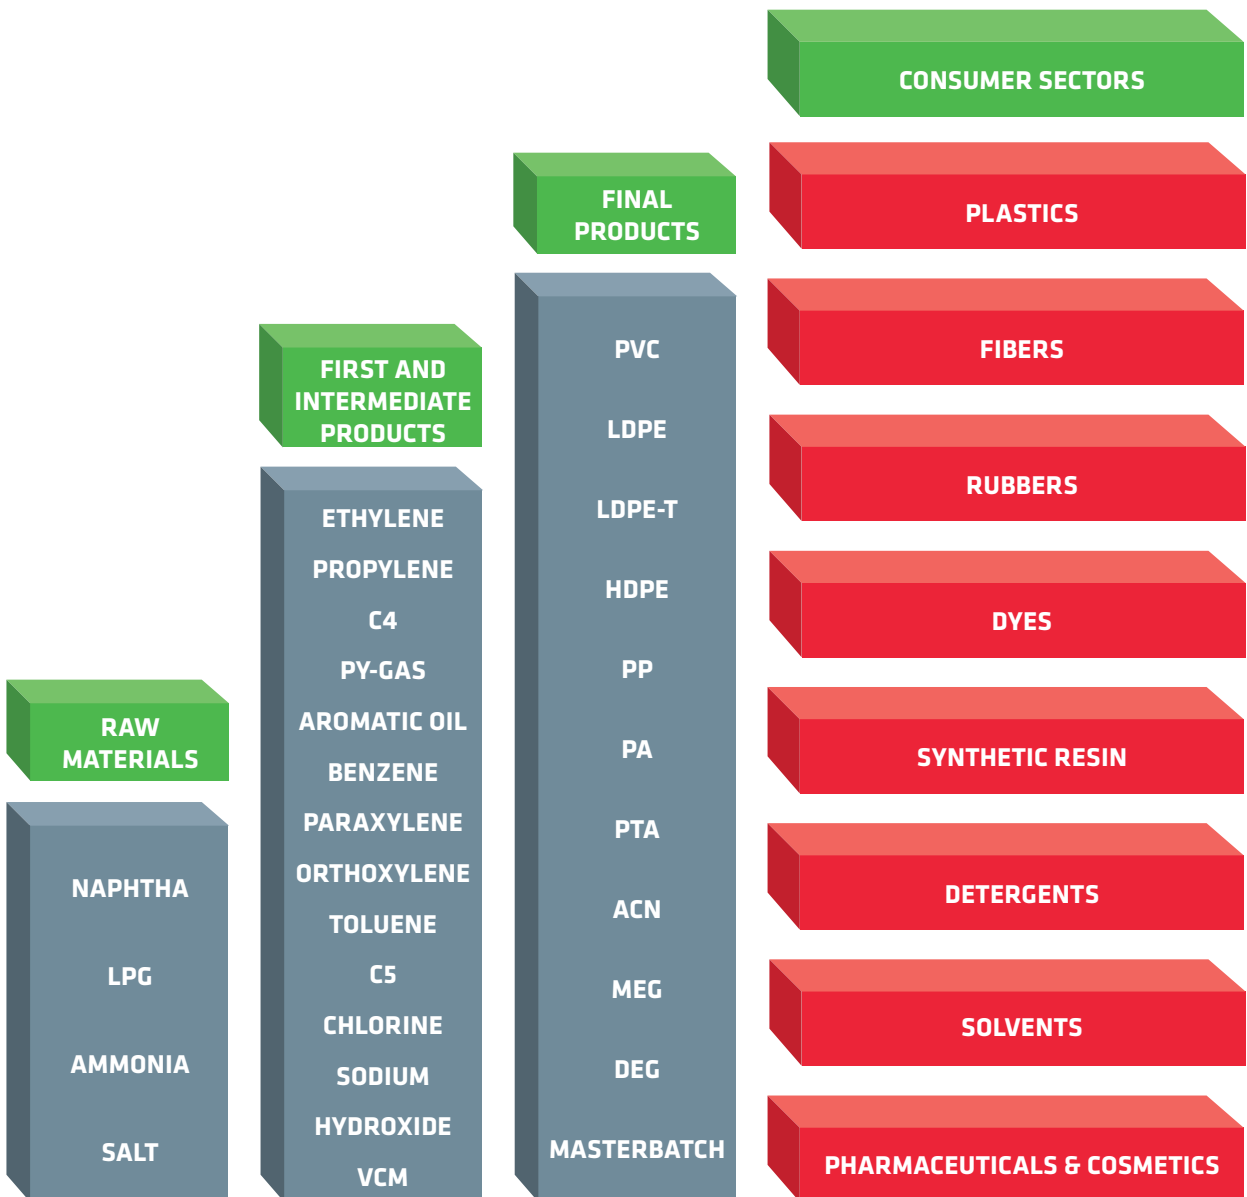 RAW
MATERIALS
NAPHTHA
LPG
AMMONIA
SALT
FIRST AND
INTERMEDIATE
PRODUCTS
ETHYLENE
PROPYLENE
C4
PY-GAS
AROMATIC OIL
BENZENE
PARAXYLENE
ORTHOXYLENE
TOLUENE
C5
CHLORINE
SODIUM
HYDROXIDE
VCM
FINAL
PRODUCTS
PVC
LDPE
LDPE-T
HDPE
PP
PA
PTA
ACN
MEG
DEG
MASTERBATCH
CONSUMER SECTORS
PLASTICS
FIBERS
RUBBERS
DYES
SYNTHETIC RESIN
DETERGENTS
SOLVENTS
PHARMACEUTICALS & COSMETICS